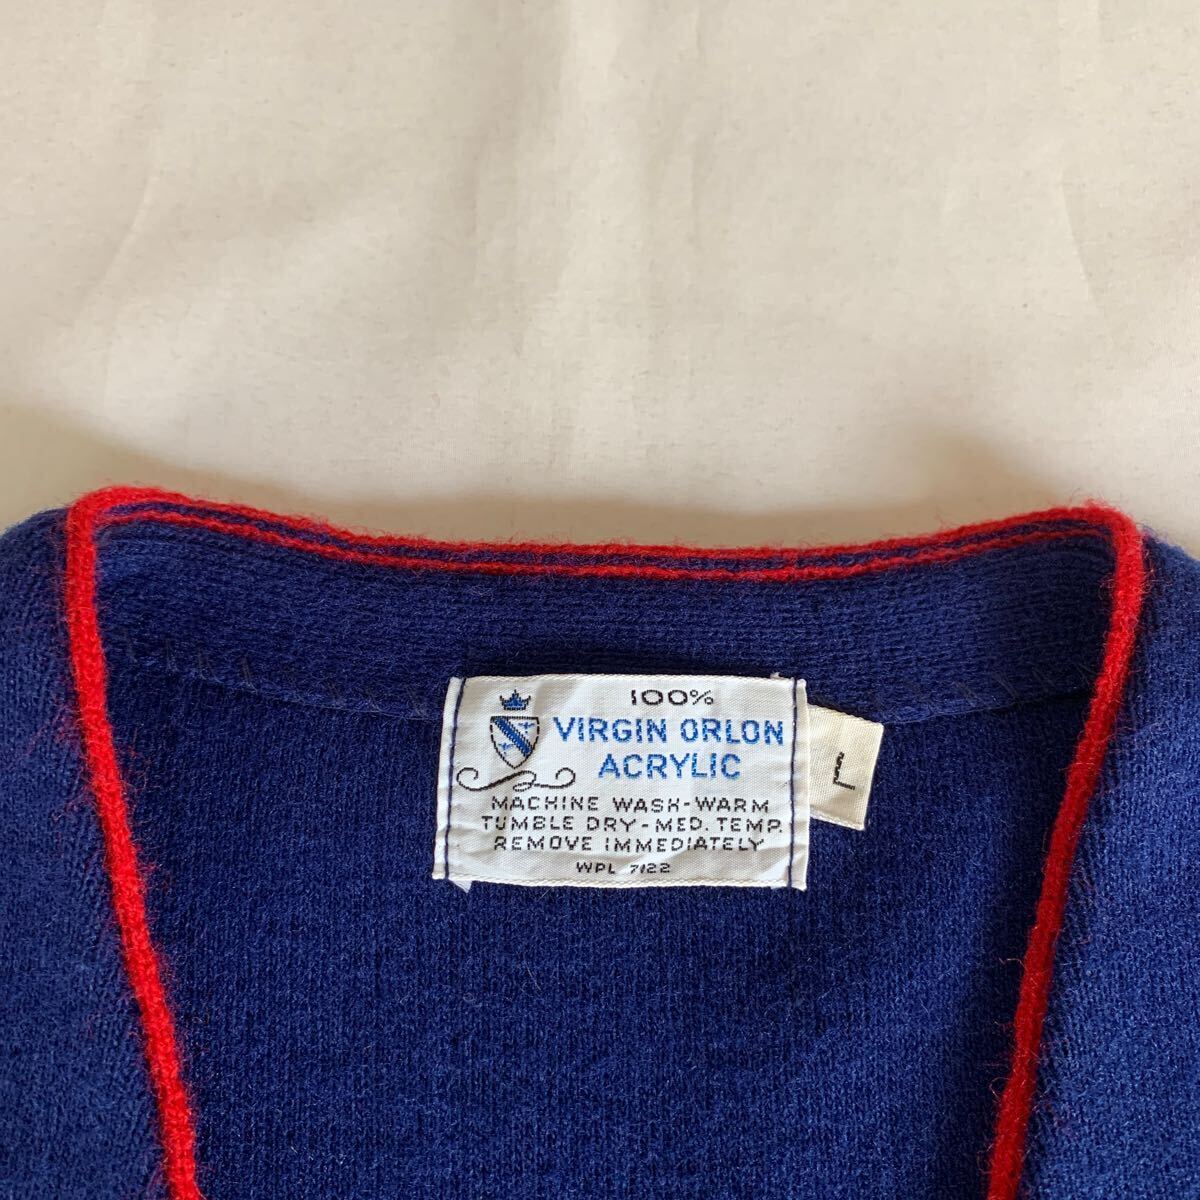 100%
VIRGIN ORLON
ACRYLIC
MACHINE WASH-WARM
TUMBLE DRY-MED. TEMP.
REMOVE IMMEDIATELY
WPL 7122
L